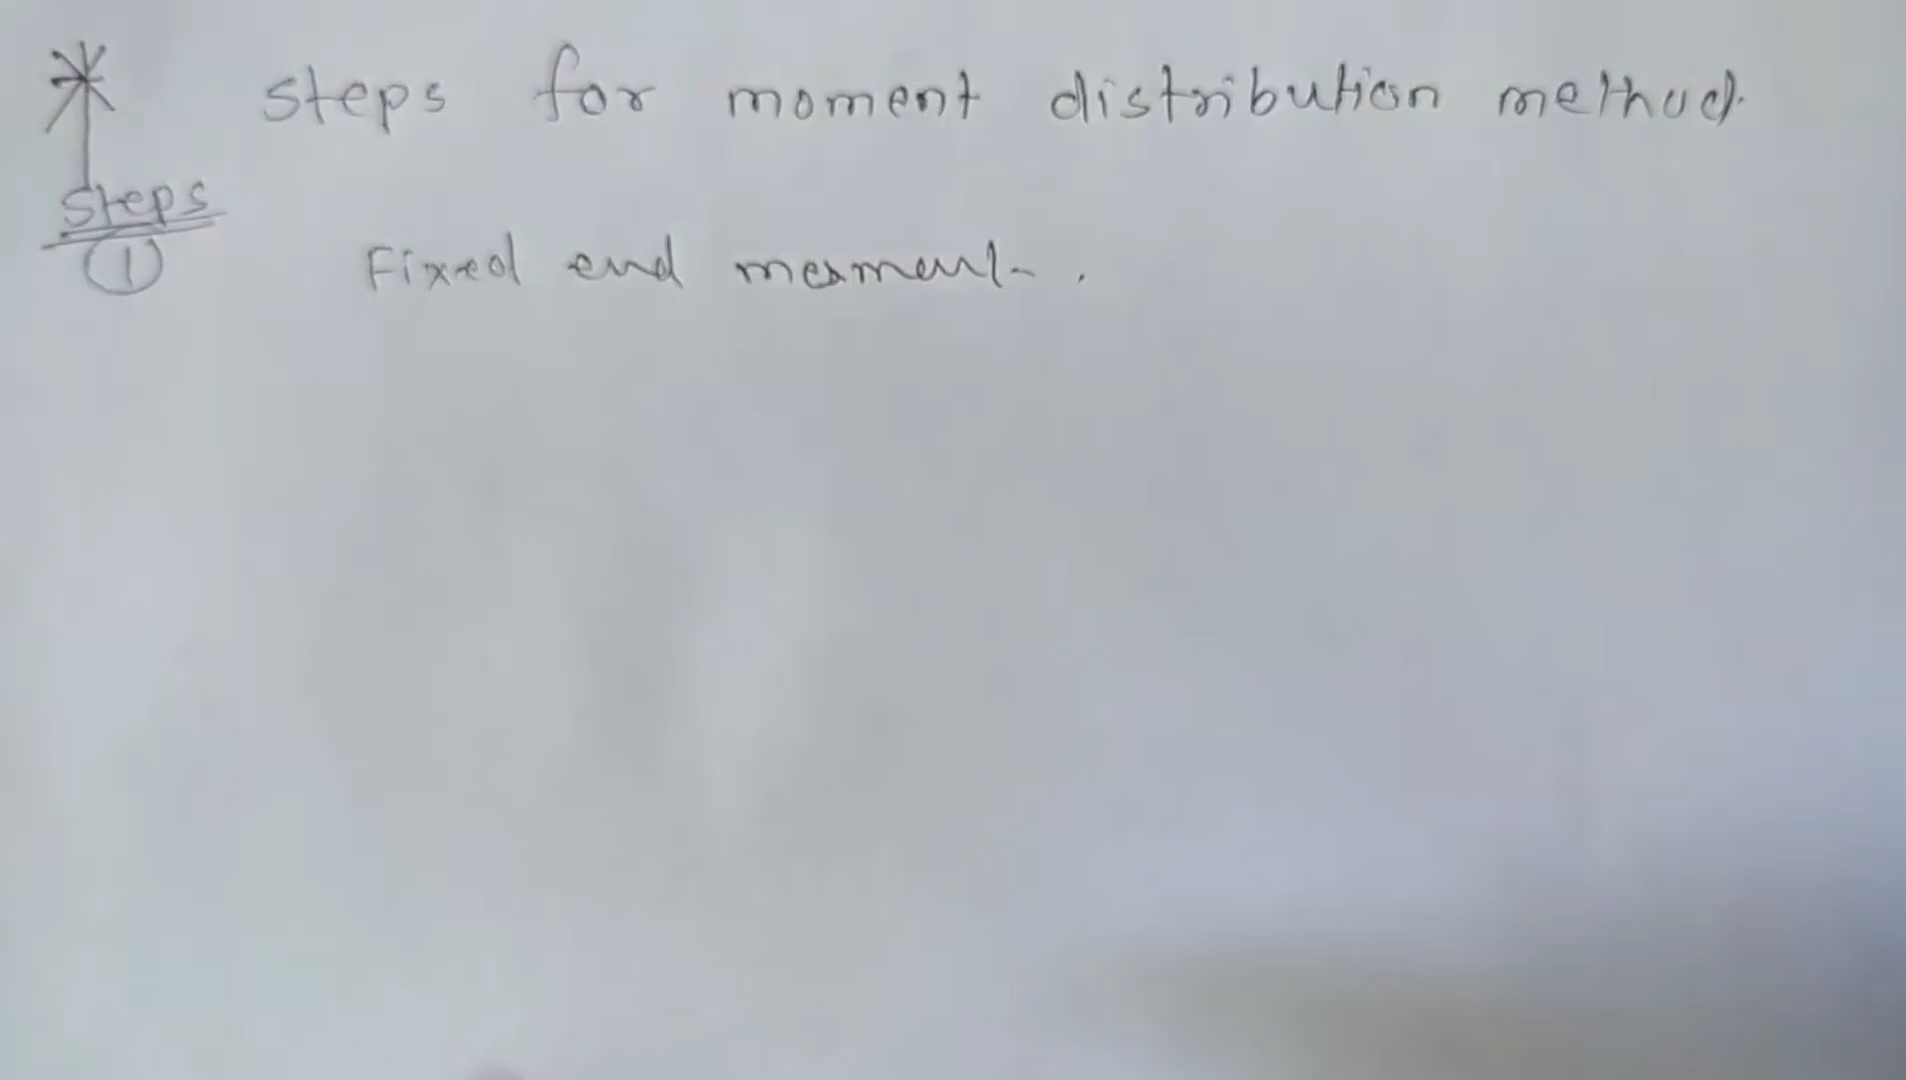 * steps for moment distribution method.
Steps
① Fixed end moment.